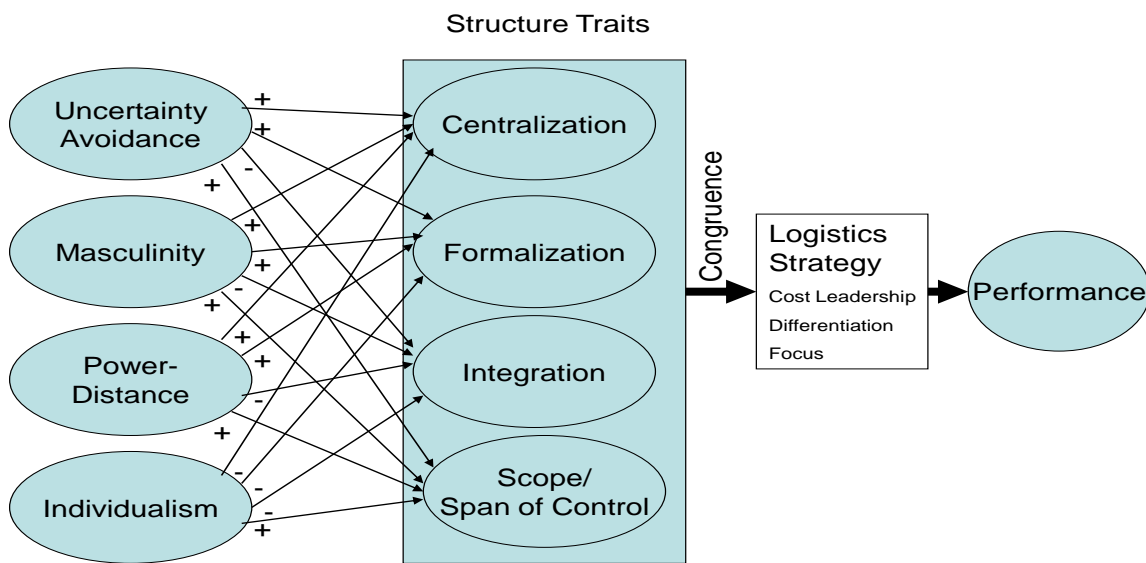 Structure Traits
Uncertainty
Avoidance
Masculinity
Power-
Distance
Individualism
+
+
-
+
+
+
-
+
+
+
-
+
-
-
-
+
Centralization
Formalization
Integration
Scope/
Span of Control
Congruence
Logistics
Strategy
Cost Leadership
Differentiation
Focus
Performance